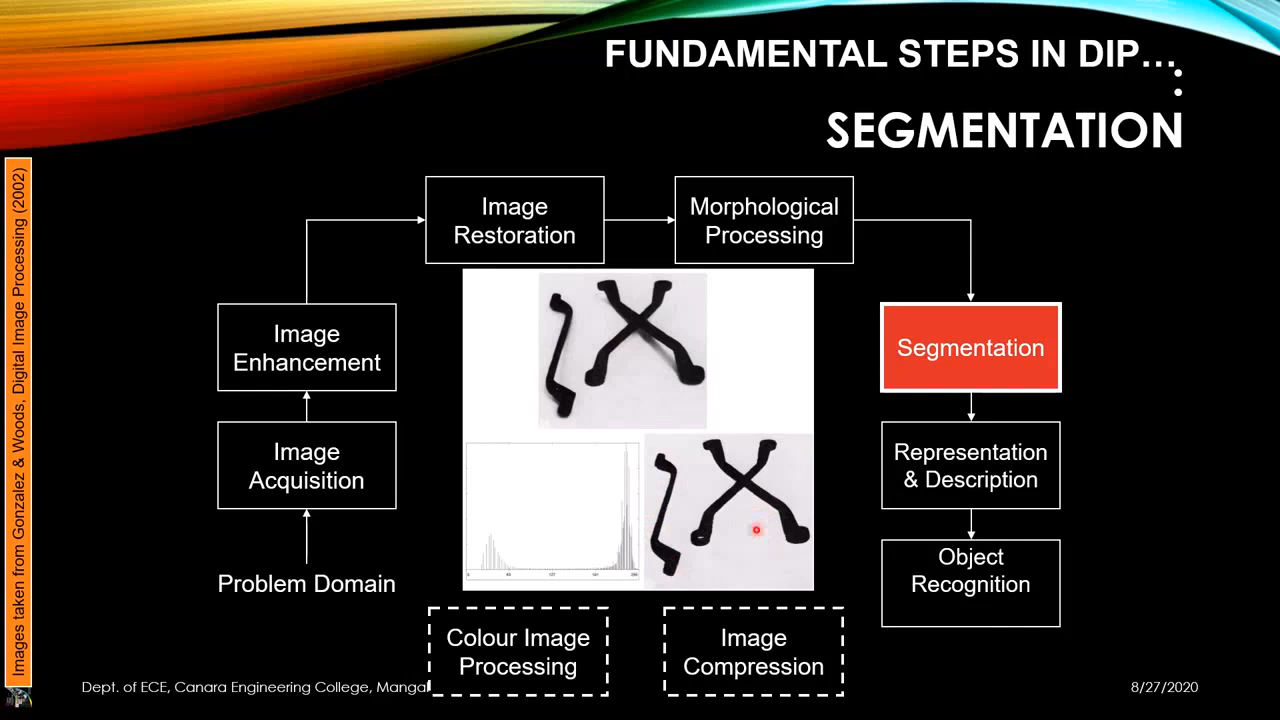 FUNDAMENTAL STEPS IN DIP…
:
SEGMENTATION
Images taken from Gonzalez & Woods, Digital Image Processing (2002)
Image
Restoration
Morphological
Processing
Image
Enhancement
Segmentation
Image
Acquisition
Representation
& Description
Problem Domain
Object
Recognition
Colour Image
Processing
Image
Compression
Dept. of ECE, Canara Engineering College, Mangal
8/27/2020